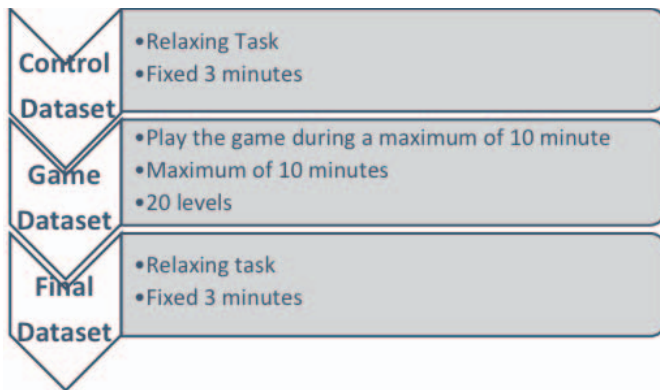 Control
Dataset
•Relaxing Task
•Fixed 3 minutes
Game
Dataset
•Play the game during a maximum of 10 minute
•Maximum of 10 minutes
•20 levels
Final
Dataset
•Relaxing task
•Fixed 3 minutes